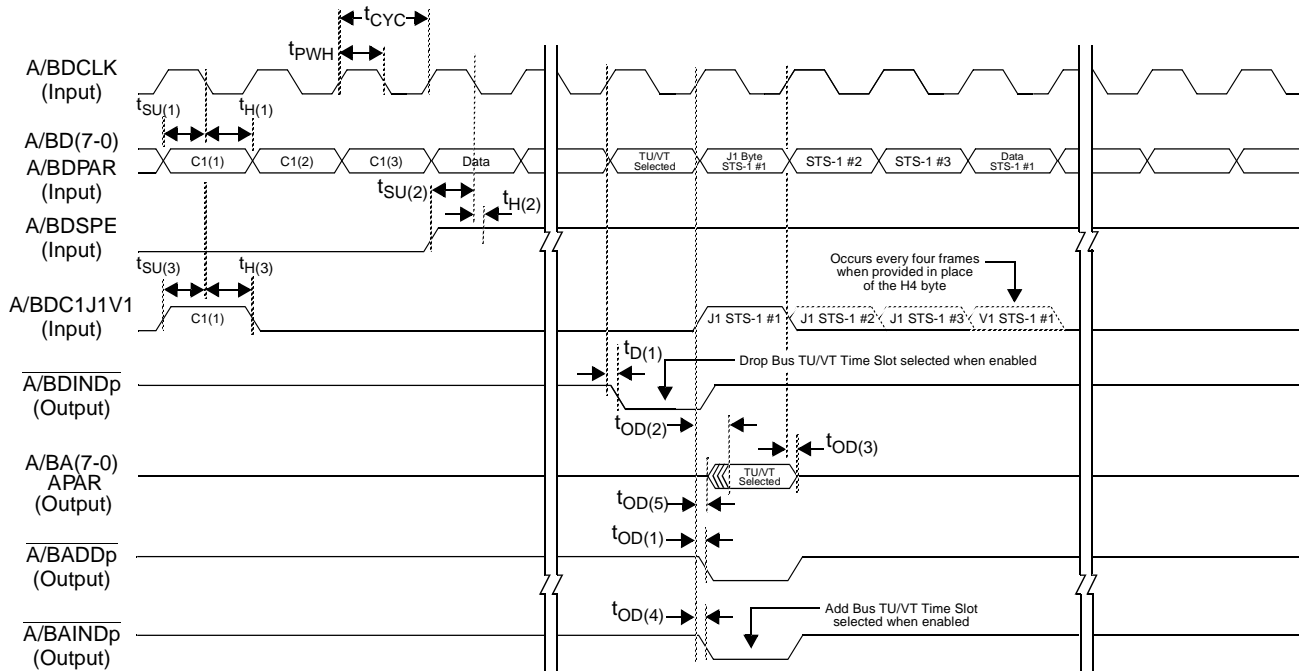 tCYC
tPWH
A/BDCLK
(Input)
tSU(1)
tH(1)
A/BD(7-0)
A/BDPAR
(Input)
C1(1)
C1(2)
C1(3)
Data
TU/VT
Selected
J1 Byte
STS-1 #1
STS-1 #2
STS-1 #3
Data
STS-1 #1
tSU(2)
tH(2)
A/BDSPE
(Input)
tSU(3)
tH(3)
Occurs every four frames
when provided in place
of the H4 byte
A/BDC1J1V1
(Input)
C1(1)
J1 STS-1 #1
J1 STS-1 #2
J1 STS-1 #3
V1 STS-1 #1
tD(1)
Drop Bus TU/VT Time Slot selected when enabled
A/BDINDp
(Output)
tOD(2)
tOD(3)
A/BA(7-0)
APAR
(Output)
TU/VT
Selected
tOD(5)
tOD(1)
A/BADDp
(Output)
tOD(4)
Add Bus TU/VT Time Slot
selected when enabled
A/BAINDp
(Output)